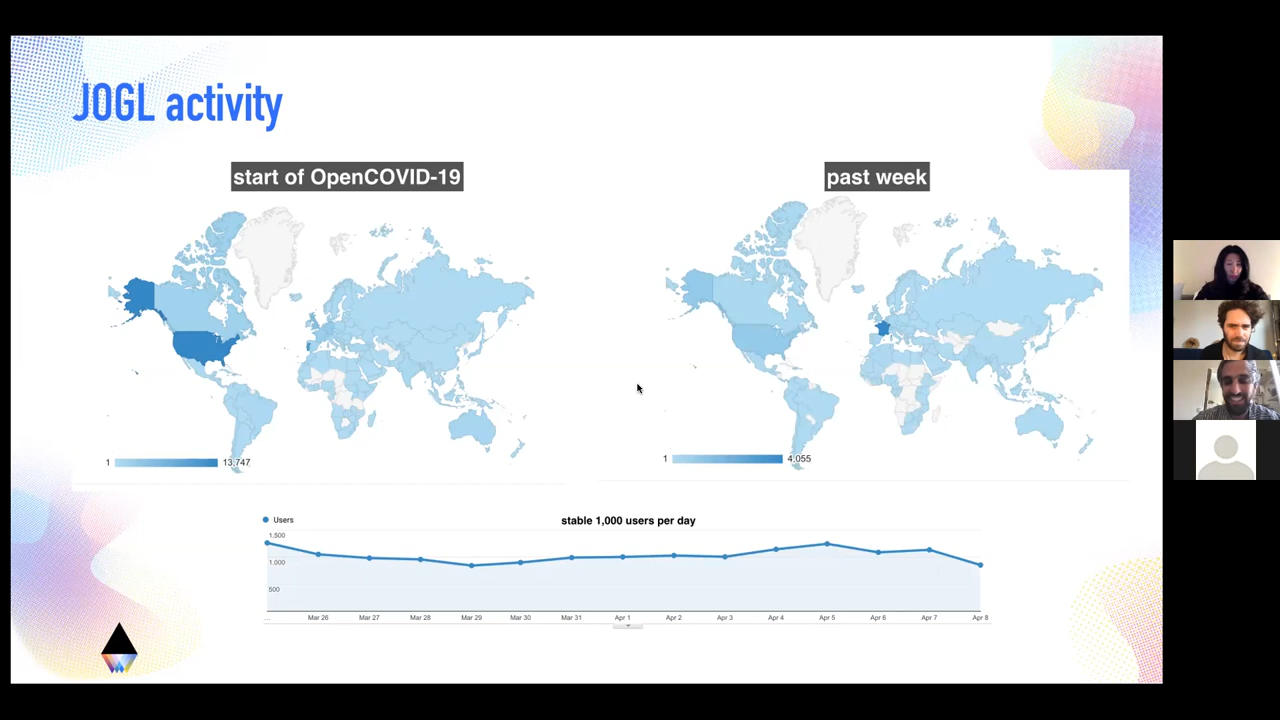 JOGL activity
start of OpenCOVID-19
past week
1
13,747
1
4,055
Users
stable 1,000 users per day
1,500
1,000
500
...
Mar 26
Mar 27
Mar 28
Mar 29
Mar 30
Mar 31
Apr 1
Apr 2
Apr 3
Apr 4
Apr 5
Apr 6
Apr 7
Apr 8